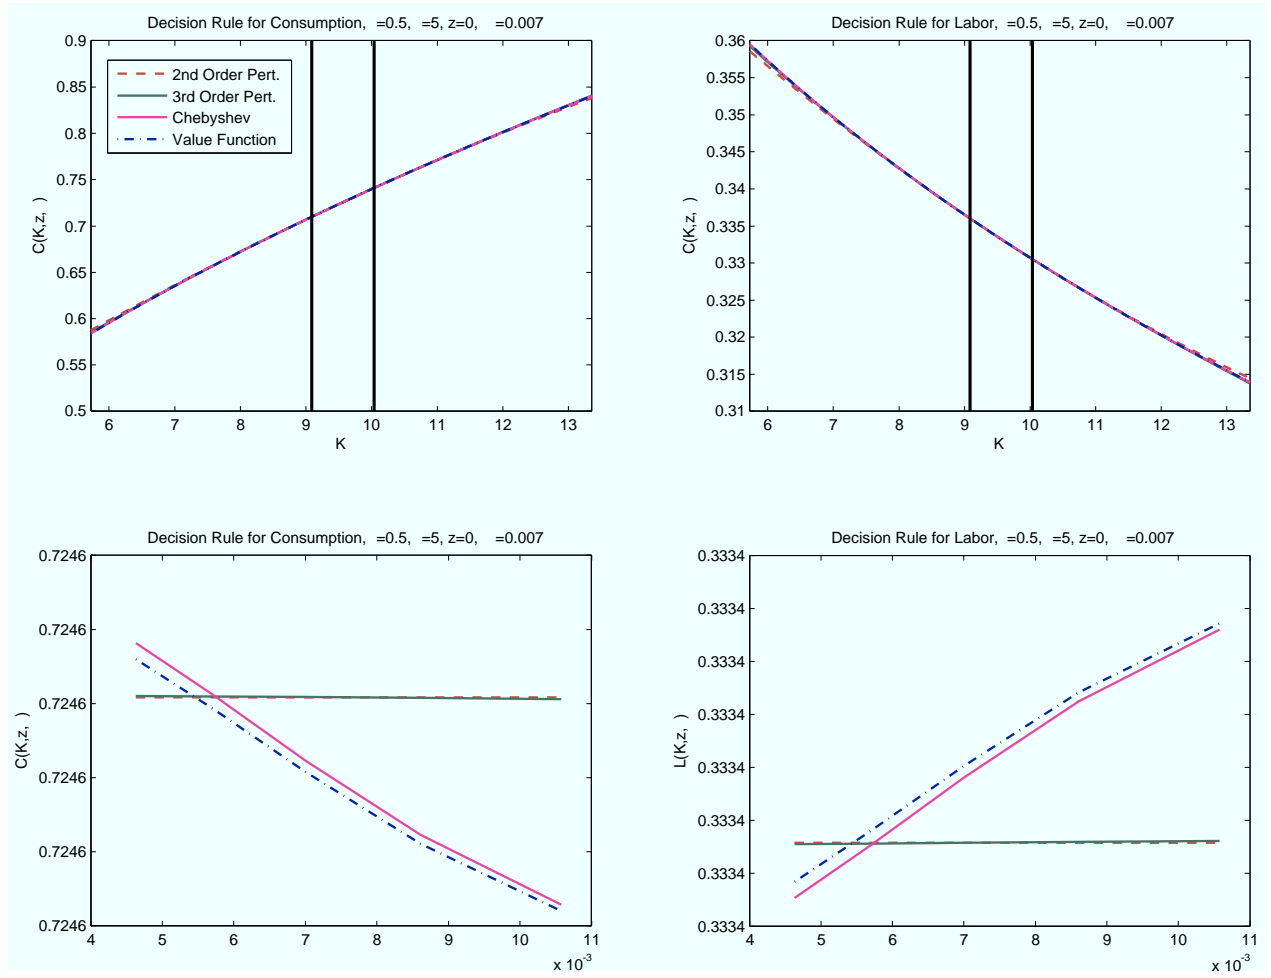 Decision Rule for Consumption, =0.5, =5, z=0, =0.007
0.9
0.85
0.8
0.75
0.7
0.65
0.6
0.55
0.5
C(K,z, )
2nd Order Pert.
3rd Order Pert.
Chebyshev
Value Function
6 7 8 9 10 11 12 13
K
Decision Rule for Labor, =0.5, =5, z=0, =0.007
0.36
0.355
0.35
0.345
0.34
0.335
0.33
0.325
0.32
0.315
0.31
C(K,z, )
6 7 8 9 10 11 12 13
K
Decision Rule for Consumption, =0.5, =5, z=0, =0.007
0.7246
0.7246
0.7246
0.7246
0.7246
0.7246
C(K,z, )
4 5 6 7 8 9 10 11
x 10-3
Decision Rule for Labor, =0.5, =5, z=0, =0.007
0.3334
0.3334
0.3334
0.3334
0.3334
0.3334
0.3334
0.3334
L(K,z, )
4 5 6 7 8 9 10 11
x 10-3